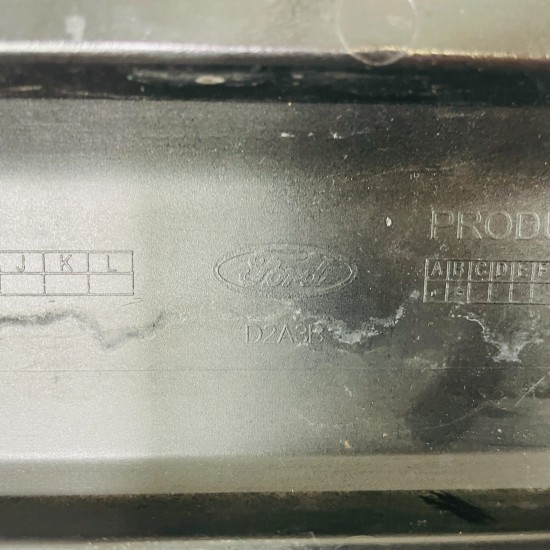 PRODU
J K L
Ford
A B C D E F
D2A3B